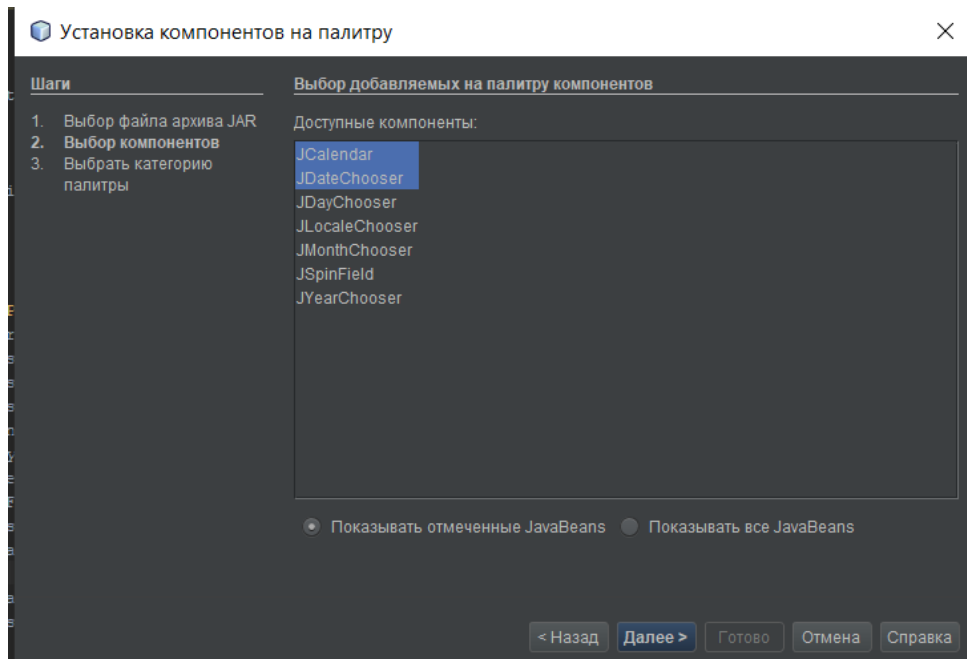 Установка компонентов на палитру
Шаги
1. Выбор файла архива JAR
2. Выбор компонентов
3. Выбрать категорию
палитры
Выбор добавляемых на палитру компонентов
Доступные компоненты:
JCalendar
JDateChooser
JDayChooser
JLocaleChooser
JMonthChooser
JSpinField
JYearChooser
Показывать отмеченные JavaBeans Показывать все JavaBeans
< Назад Далее > Готово Отмена Справка